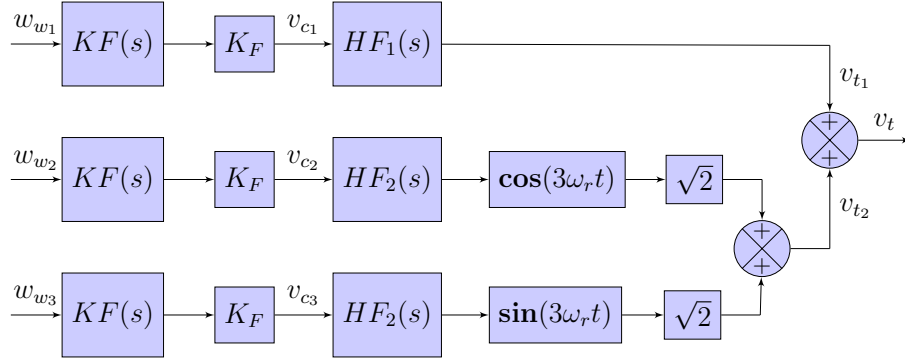 w_{w_1} KF(s) K_F v_{c_1} HF_1(s)
v_{t_1}
+ v_t
+
w_{w_2} KF(s) K_F v_{c_2} HF_2(s) cos(3ω_r t) √2
v_{t_2}
+
+
w_{w_3} KF(s) K_F v_{c_3} HF_2(s) sin(3ω_r t) √2